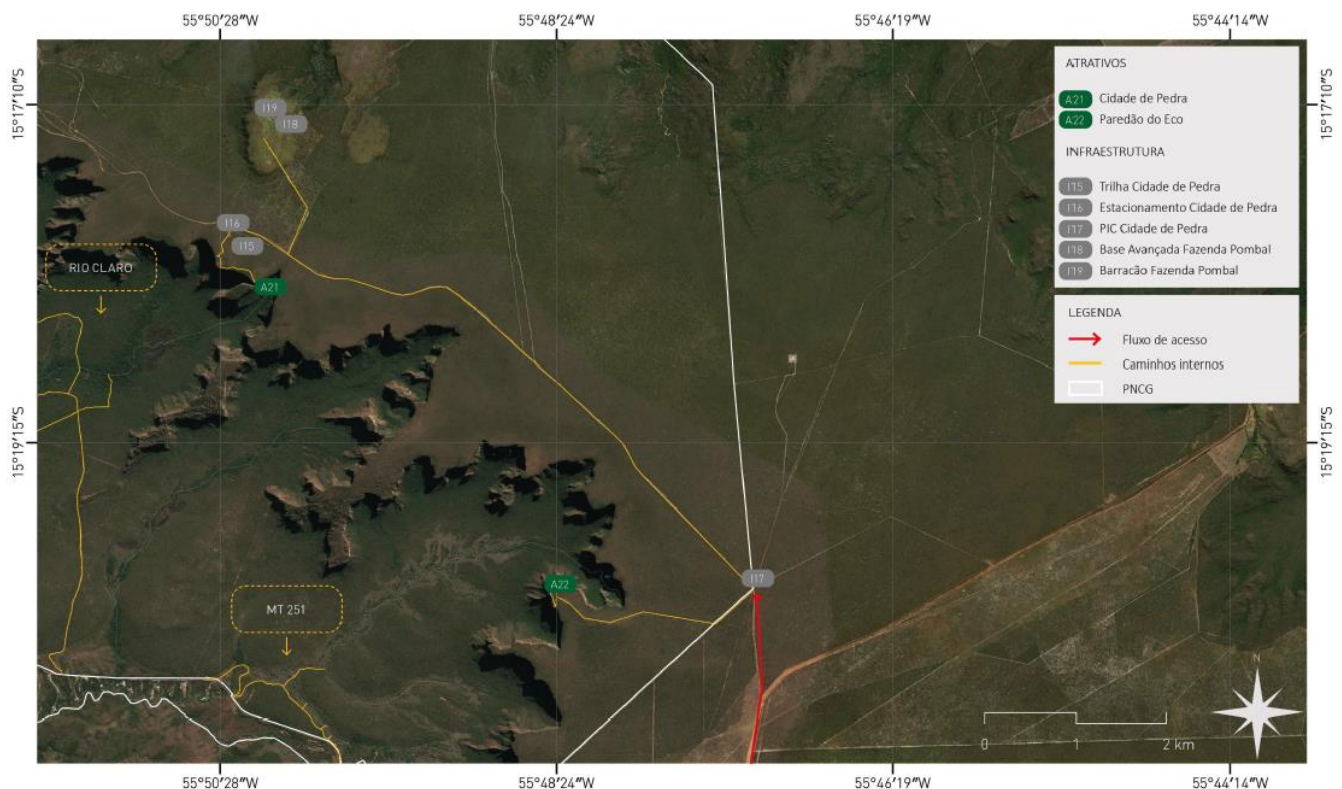 55°50'28"W 55°48'24"W 55°46'19"W 55°44'14"W
15°17'10"S
15°17'10"S
ATRATIVOS
A21 Cidade de Pedra
A22 Paredão do Eco
INFRAESTRUTURA
I15 Trilha Cidade de Pedra
I16 Estacionamento Cidade de Pedra
I17 PIC Cidade de Pedra
I18 Base Avançada Fazenda Pombal
I19 Barracão Fazenda Pombal
LEGENDA
Fluxo de acesso
Caminhos internos
PNCG
I19
I18
I16
I15
RIO CLARO
A21
15°19'15"S
15°19'15"S
A22
I17
MT 251
N
0 1 2 km
55°50'28"W 55°48'24"W 55°46'19"W 55°44'14"W